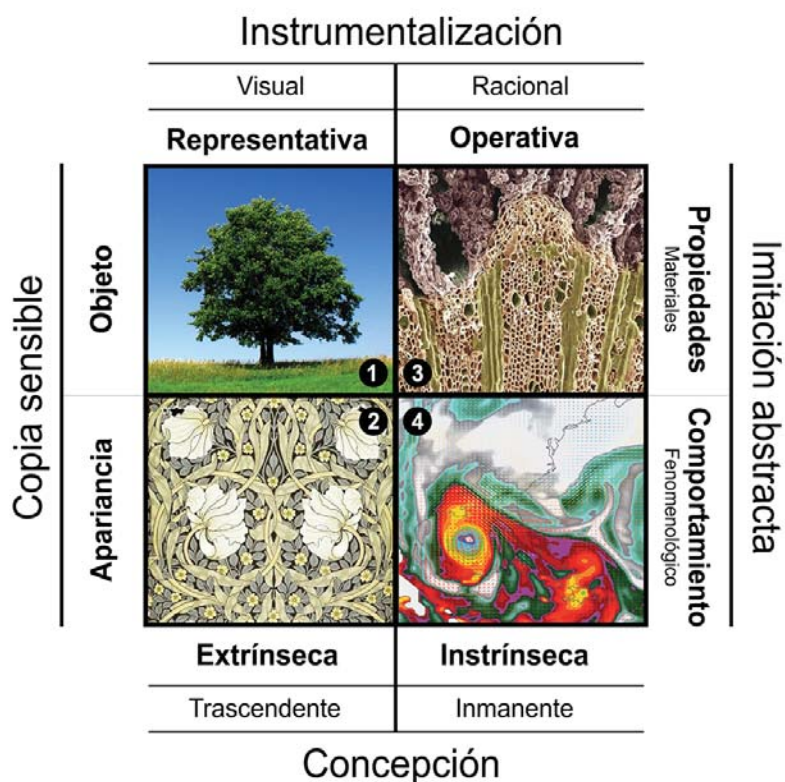 Instrumentalización
Visual
Racional
Representativa
Operativa
Copia sensible
Objeto
Apariancia
1
3
2
4
Propiedades
Materiales
Comportamiento
Fenomenológico
Imitación abstracta
Extrínseca
Instrínseca
Trascendente
Inmanente
Concepción